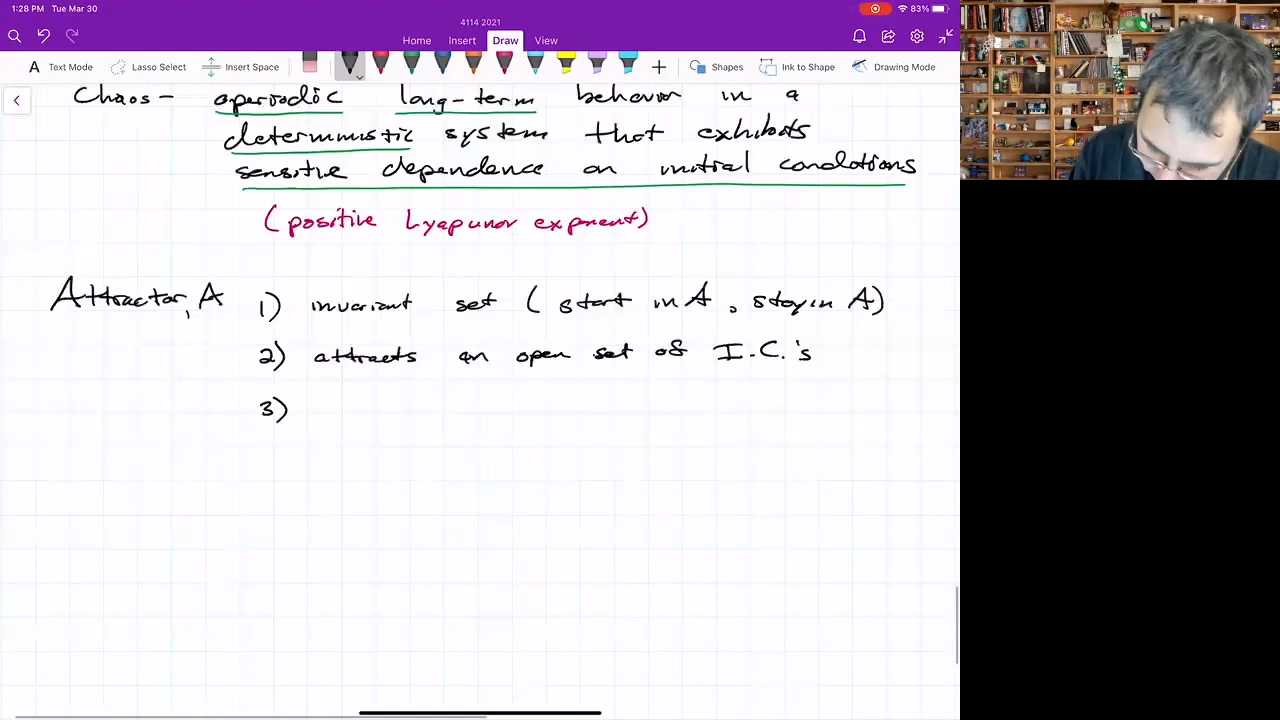 1:28 PM Tue Mar 30
83%
4114 2021
Home Insert Draw View
Text Mode Lasso Select Insert Space Shapes Ink to Shape Drawing Mode
Chaos - aperiodic long-term behavior in a
deterministic system that exhibits
sensitive dependence on initial conditions
(positive Lyapunov exponent)
Attractor, A 1) invariant set (start in A, stay in A)
2) attracts an open set of I.C.'s
3)